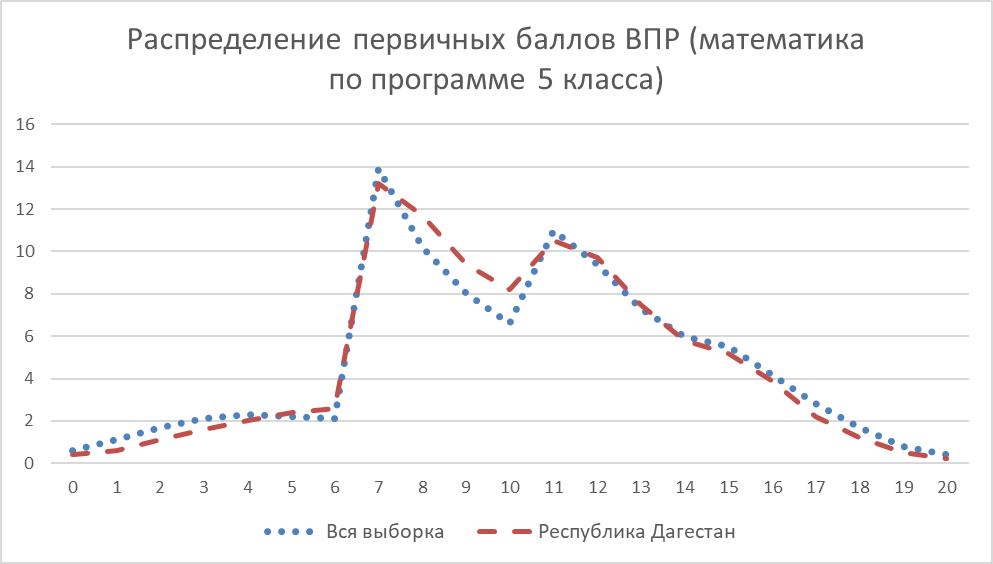 Распределение первичных баллов ВПР (математика
по программе 5 класса)
16
14
12
10
8
6
4
2
0
0 1 2 3 4 5 6 7 8 9 10 11 12 13 14 15 16 17 18 19 20
Вся выборка Республика Дагестан